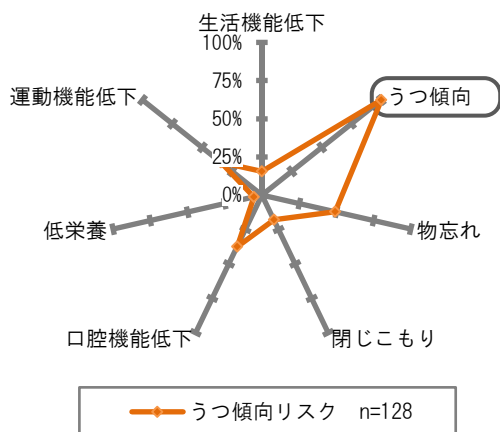 生活機能低下
100%
75%
50%
25%
0%
うつ傾向
運動機能低下
低栄養
物忘れ
口腔機能低下
閉じこもり
うつ傾向リスク n=128